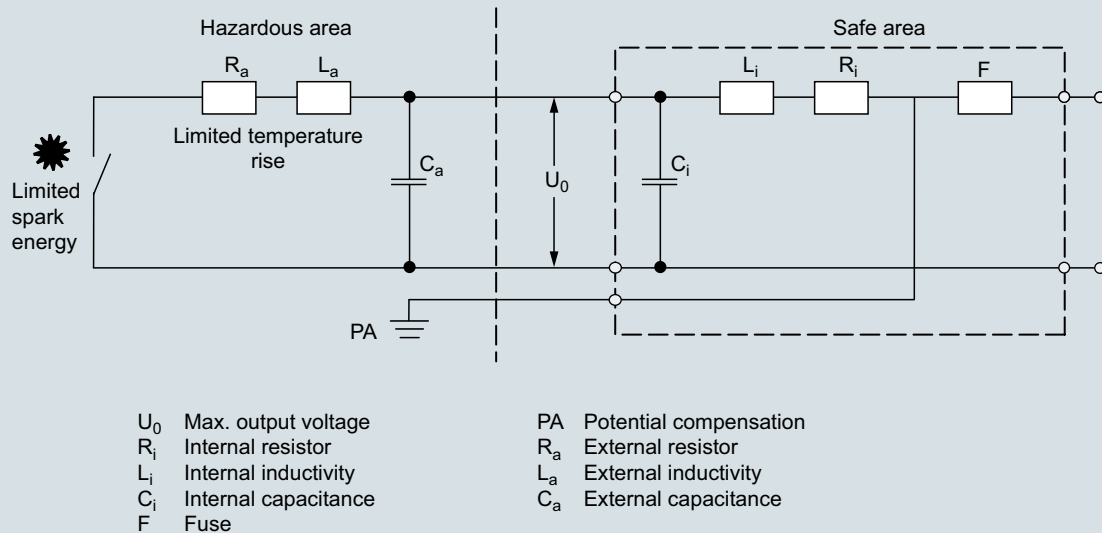 Hazardous area
Safe area
Rₐ
Lₐ
Lᵢ
Rᵢ
F
Limited temperature
rise
Cₐ
U₀
Cᵢ
Limited
spark
energy
PA
U₀ Max. output voltage
Rᵢ Internal resistor
Lᵢ Internal inductivity
Cᵢ Internal capacitance
F Fuse
PA Potential compensation
Rₐ External resistor
Lₐ External inductivity
Cₐ External capacitance